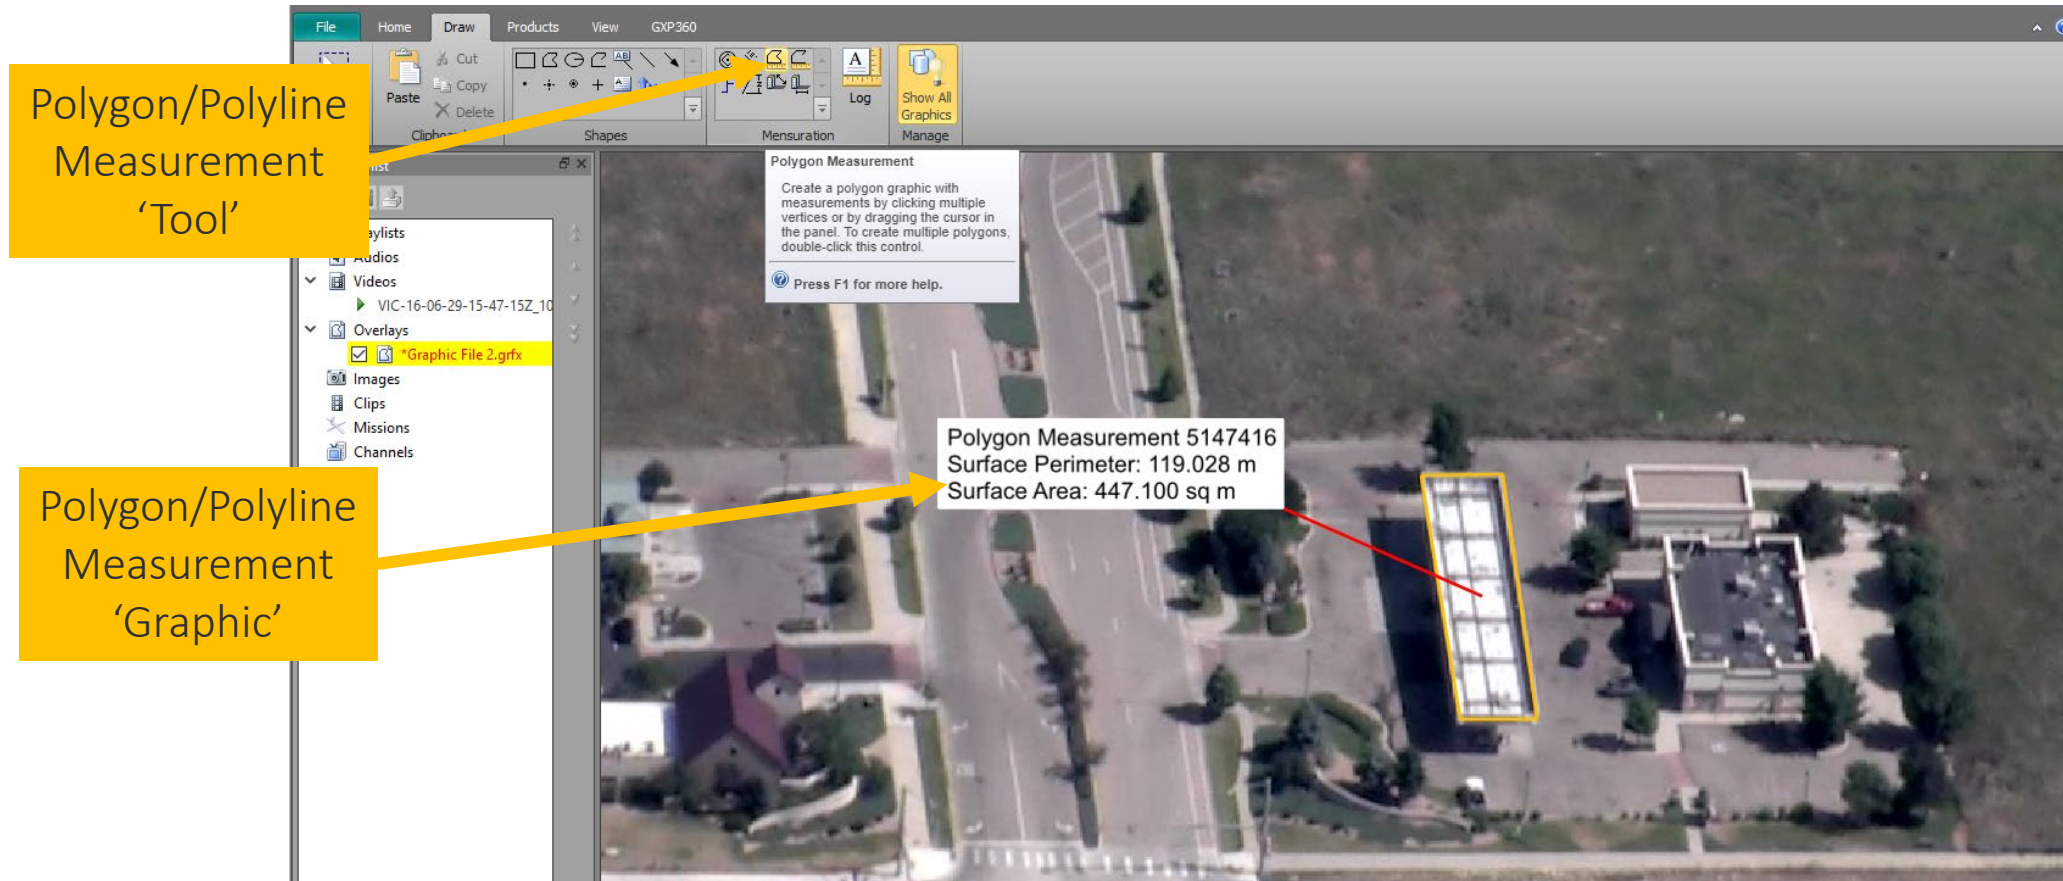 File Home Draw Products View GXP360
Polygon/Polyline
Measurement
‘Tool’
Paste
Cut
Copy
Delete
Shapes
AB
A
Mensuration
A
Log
Show All
Graphics
Manage
Audios
Videos
VIC-16-06-29-15-47-15Z_10
Overlays
*Graphic File 2.grfx
Images
Clips
Missions
Channels
Polygon Measurement
Create a polygon graphic with
measurements by clicking multiple
vertices or by dragging the cursor in
the panel. To create multiple polygons,
double-click this control.
Press F1 for more help.
Polygon/Polyline
Measurement
‘Graphic’
Polygon Measurement 5147416
Surface Perimeter: 119.028 m
Surface Area: 447.100 sq m